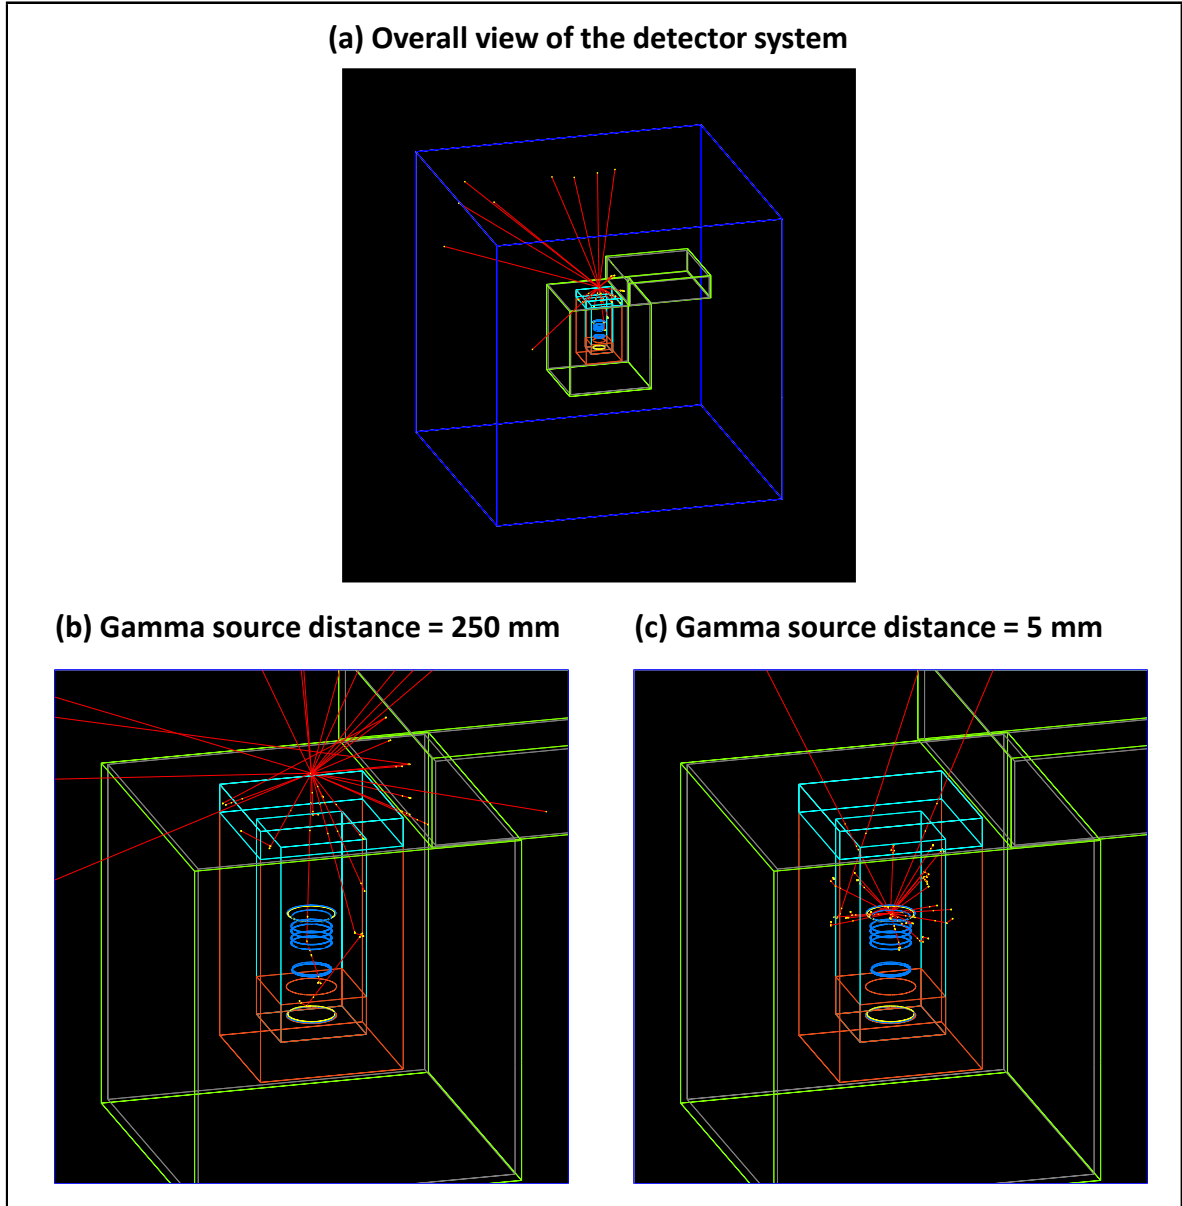 (a) Overall view of the detector system
(b) Gamma source distance = 250 mm
(c) Gamma source distance = 5 mm